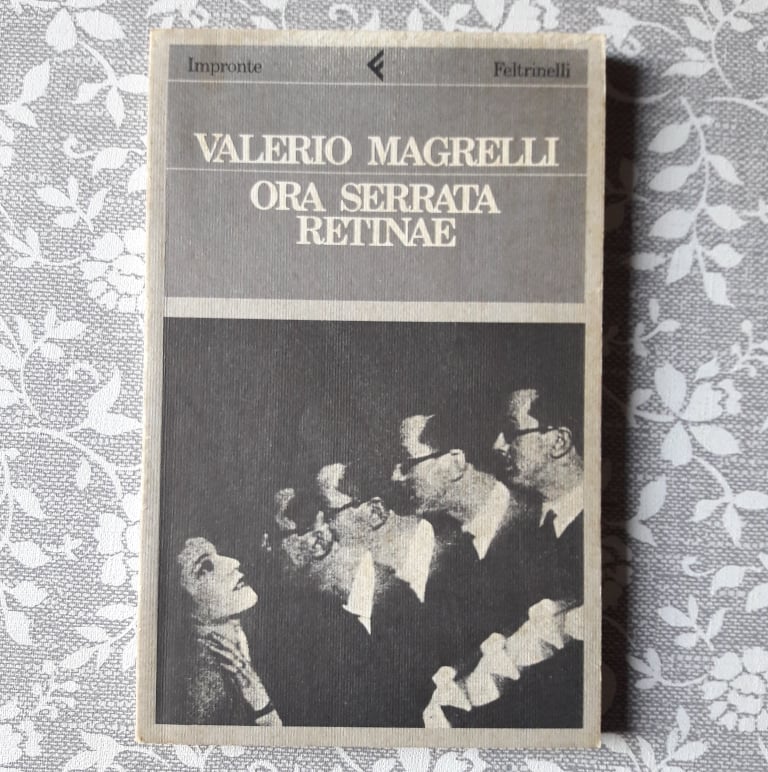 Impronte Feltrinelli
VALERIO MAGRELLI
ORA SERRATA
RETINAE